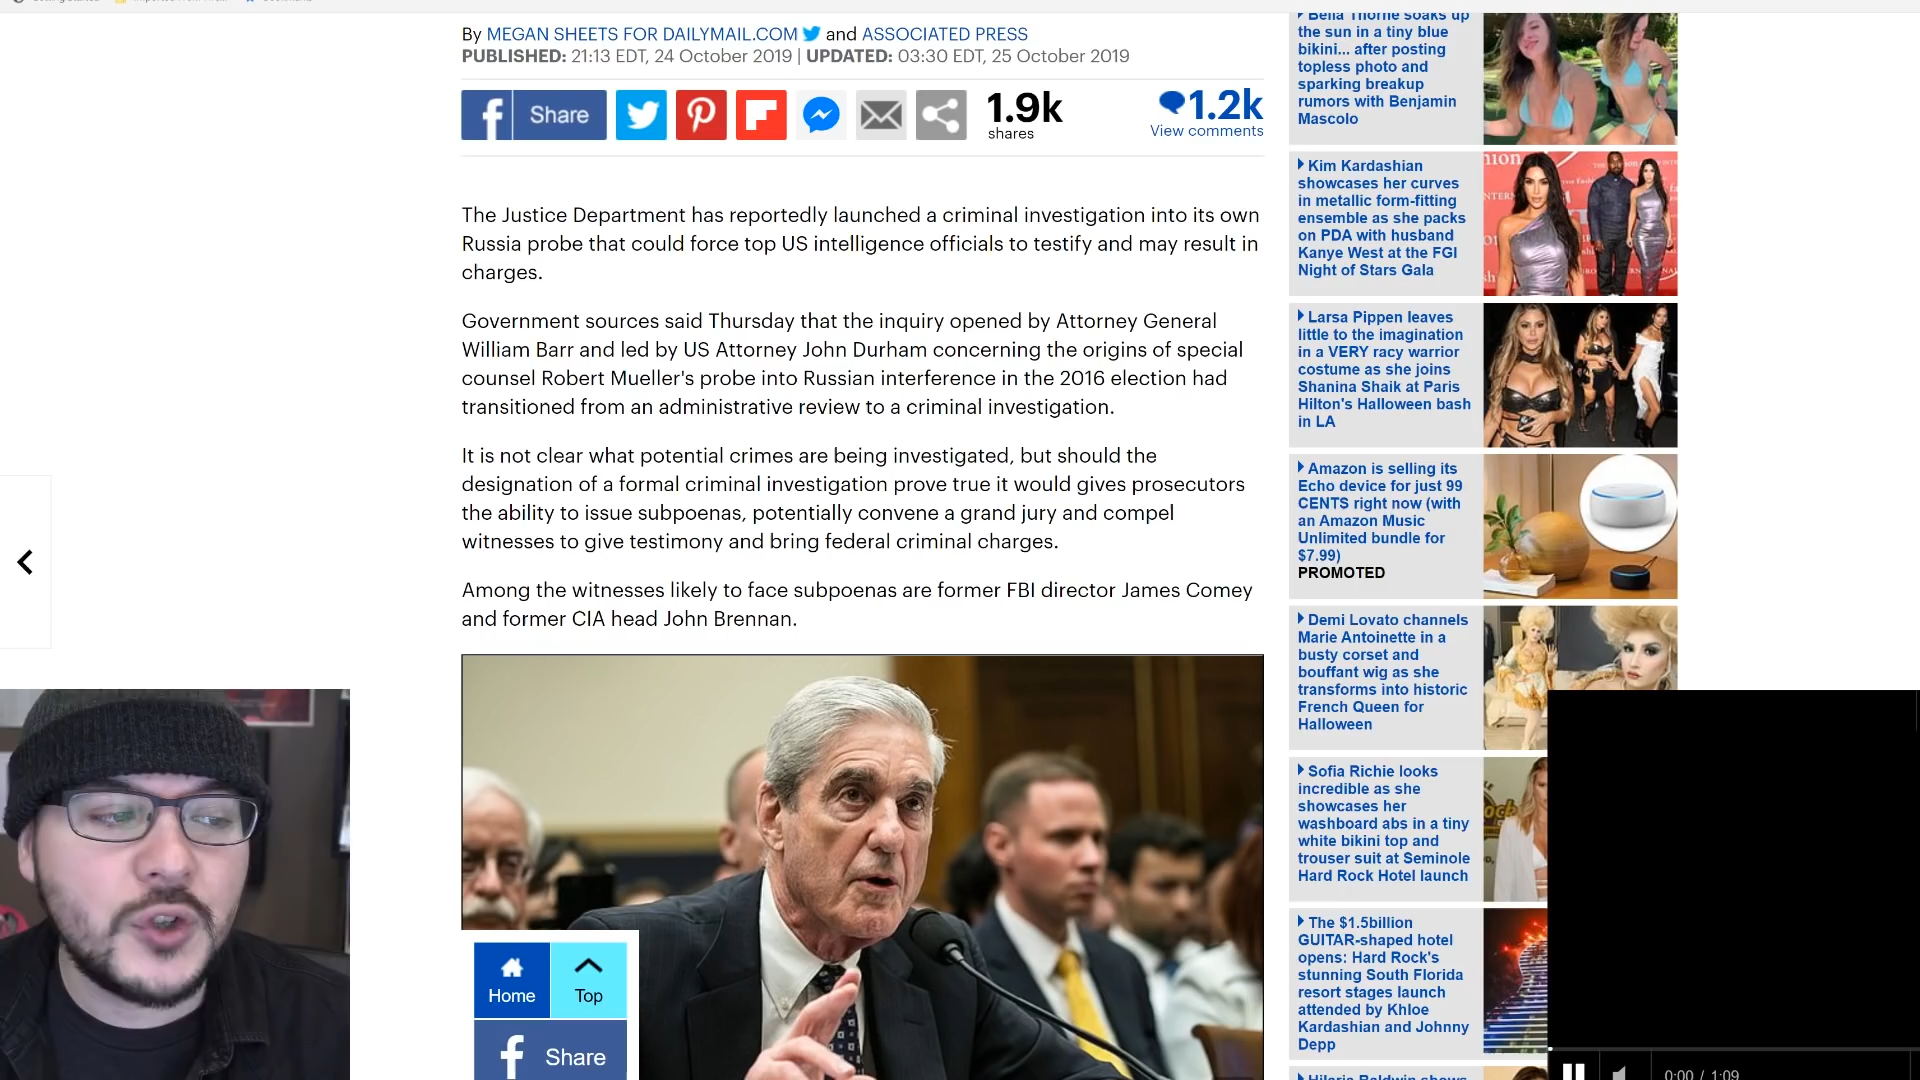 By MEGAN SHEETS FOR DAILYMAIL.COM and ASSOCIATED PRESS
PUBLISHED: 21:13 EDT, 24 October 2019 | UPDATED: 03:30 EDT, 25 October 2019
Share
1.9k
shares
1.2k
View comments
The Justice Department has reportedly launched a criminal investigation into its own
Russia probe that could force top US intelligence officials to testify and may result in
charges.
Government sources said Thursday that the inquiry opened by Attorney General
William Barr and led by US Attorney John Durham concerning the origins of special
counsel Robert Mueller's probe into Russian interference in the 2016 election had
transitioned from an administrative review to a criminal investigation.
It is not clear what potential crimes are being investigated, but should the
designation of a formal criminal investigation prove true it would gives prosecutors
the ability to issue subpoenas, potentially convene a grand jury and compel
witnesses to give testimony and bring federal criminal charges.
Among the witnesses likely to face subpoenas are former FBI director James Comey
and former CIA head John Brennan.
Home
Top
Share
Bella Thorne soaks up
the sun in a tiny blue
bikini... after posting
topless photo and
sparking breakup
rumors with Benjamin
Mascolo
Kim Kardashian
showcases her curves
in metallic form-fitting
ensemble as she packs
on PDA with husband
Kanye West at the FGI
Night of Stars Gala
Larsa Pippen leaves
little to the imagination
in a VERY racy warrior
costume as she joins
Shanina Shaik at Paris
Hilton's Halloween bash
in LA
Amazon is selling its
Echo device for just 99
CENTS right now (with
an Amazon Music
Unlimited bundle for
$7.99)
PROMOTED
Demi Lovato channels
Marie Antoinette in a
busty corset and
bouffant wig as she
transforms into historic
French Queen for
Halloween
Sofia Richie looks
incredible as she
showcases her
washboard abs in a tiny
white bikini top and
trouser suit at Seminole
Hard Rock Hotel launch
The $1.5billion
GUITAR-shaped hotel
opens: Hard Rock's
stunning South Florida
resort stages launch
attended by Khloe
Kardashian and Johnny
Depp
Hilaria Baldwin shows
0:00 / 1:09